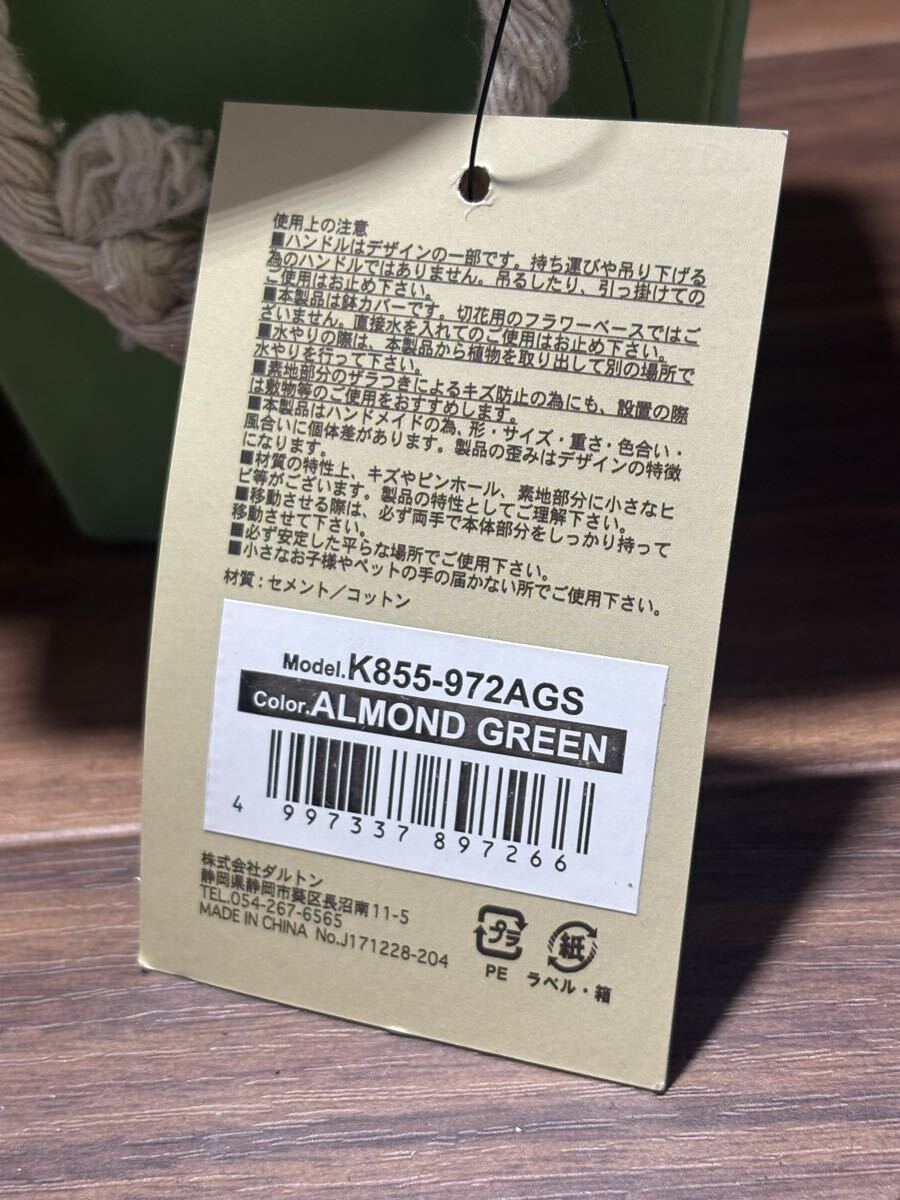 使用上の注意
■ハンドルはデザインの一部です。持ち運びや吊り下げる
為のハンドルではありません。吊るしたり、引っ掛けての
ご使用はお止め下さい。
■本製品は鉢カバーです。切花用のフラワーベースではご
ざいません。直接水を入れてのご使用はお止め下さい。
■水やりの際は、本製品から植物を取り出して別の場所で
水やりを行って下さい。
■素地部分のザラつきによるキズ防止の為にも、設置の際
は敷物等のご使用をおすすめします。
■本製品はハンドメイドの為、形・サイズ・重さ・色合い・
風合いに個体差があります。製品の歪みはデザインの特徴
になります。
■材質の特性上、キズやピンホール、素地部分に小さなヒ
ビ等がございます。製品の特性としてご理解下さい。
■移動させる際は、必ず両手で本体部分をしっかり持って
移動させて下さい。
■必ず安定した平らな場所でご使用下さい。
■小さなお子様やペットの手の届かない所でご使用下さい。
材質：セメント／コットン
Model.K855-972AGS
Color.ALMOND GREEN
4 997337 897266
株式会社ダルトン
静岡県静岡市葵区長沼南11-5
TEL.054-267-6565
MADE IN CHINA No.J171228-204
プラ
PE
紙
ラベル・箱